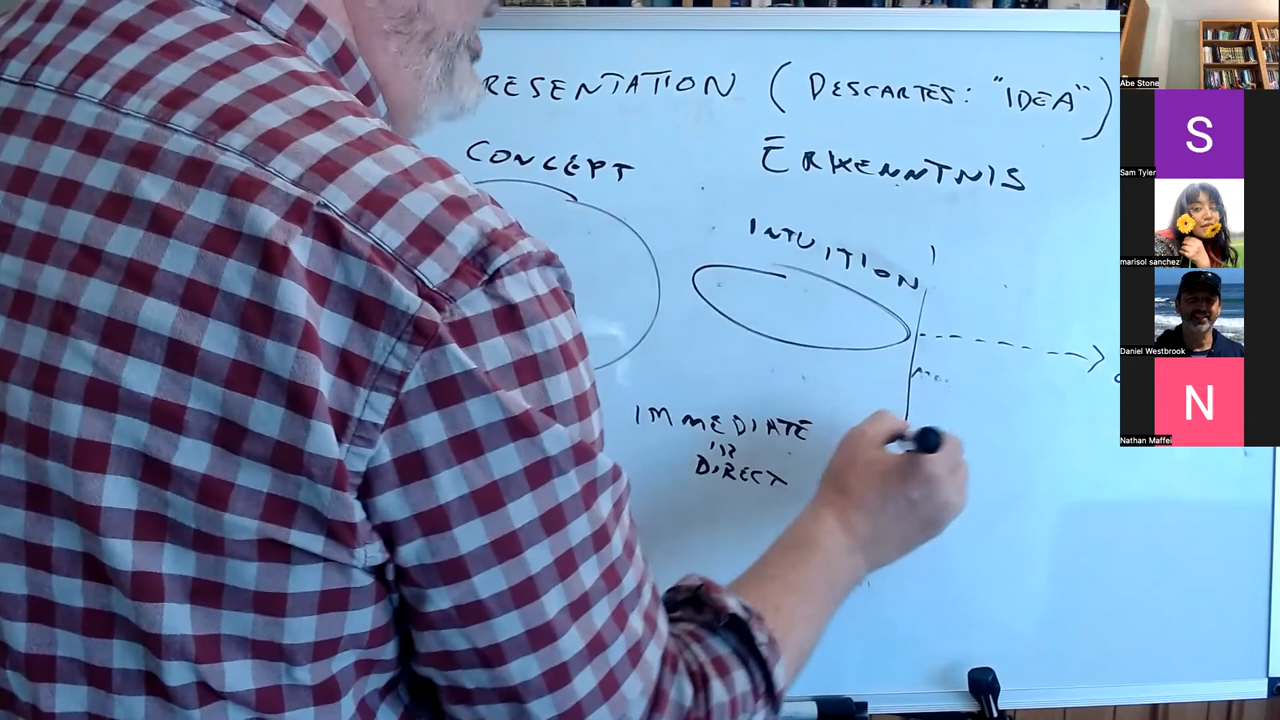 RESENTATION (DESCARTES: "IDEA")
CONCEPT
ERKENNTNIS
INTUITION
IMMEDIATE
DIRECT
Abe Stone
S
Sam Tyler
marisol sanchez
Daniel Westbrook
N
Nathan Maffei